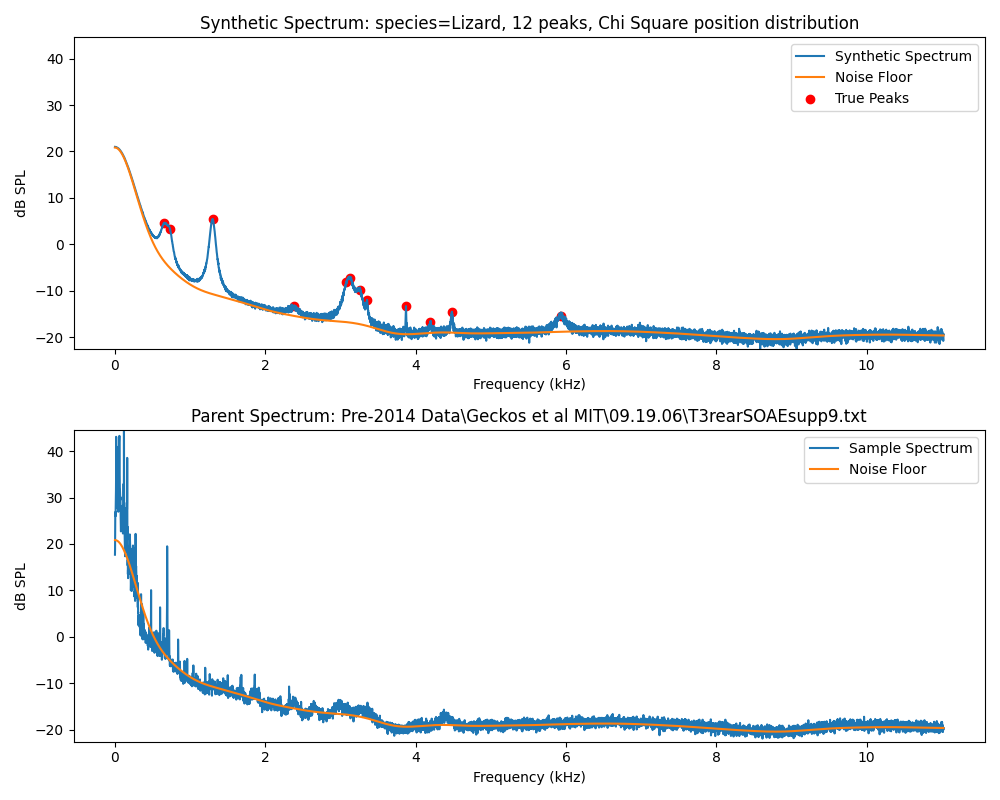 Synthetic Spectrum: species=Lizard, 12 peaks, Chi Square position distribution
40
30
20
10
0
−10
−20
dB SPL
Synthetic Spectrum
Noise Floor
True Peaks
0 2 4 6 8 10
Frequency (kHz)
Parent Spectrum: Pre-2014 Data\Geckos et al MIT\09.19.06\T3rearSOAEsupp9.txt
40
30
20
10
0
−10
−20
dB SPL
Sample Spectrum
Noise Floor
0 2 4 6 8 10
Frequency (kHz)